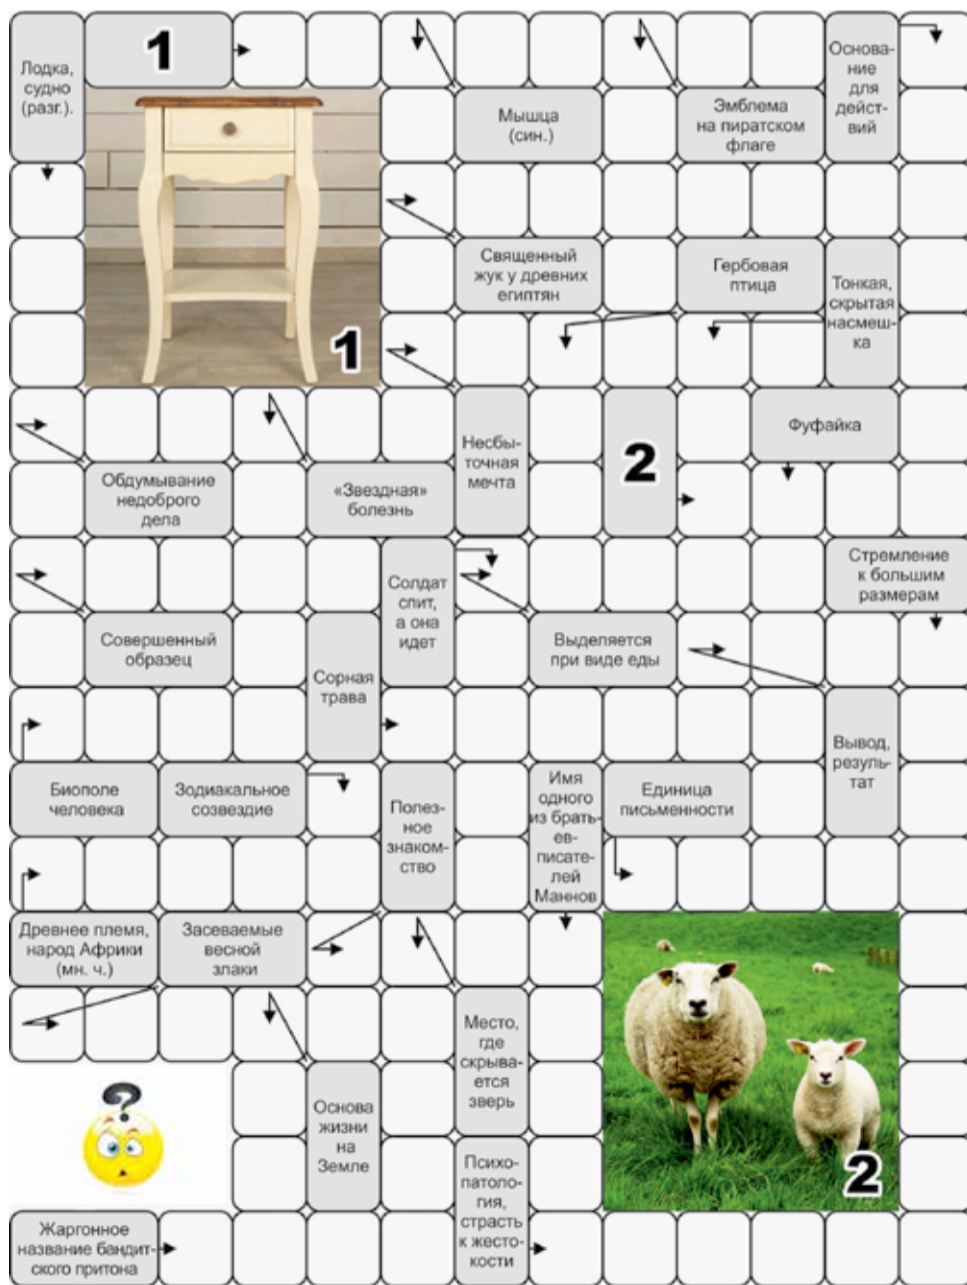 Лодка,
судно
(разг.).
1
Основа-
ние
для
дейст-
вий
Мышца
(син.)
Эмблема
на пиратском
флаге
Священный
жук у древних
египтян
Гербовая
птица
Тонкая,
скрытая
насмеш-
ка
1
Несбы-
точная
мечта
2
Фуфайка
Обдумывание
недоброго
дела
«Звездная»
болезнь
Солдат
спит,
а она
идет
Стремление
к большим
размерам
Совершенный
образец
Сорная
трава
Выделяется
при виде еды
Вывод,
резуль-
тат
Биополе
человека
Зодиакальное
созвездие
Полез-
ное
знаком-
ство
Имя
одного
из брать-
ев-
писате-
лей
Маннов
Единица
письменности
Древнее племя,
народ Африки
(мн. ч.)
Засеваемые
весной
злаки
Место,
где
скрыва-
ется
зверь
?
Основа
жизни
на
Земле
Психо-
патоло-
гия,
страсть
к жесто-
кости
2
Жаргонное
название бандит-
ского притона